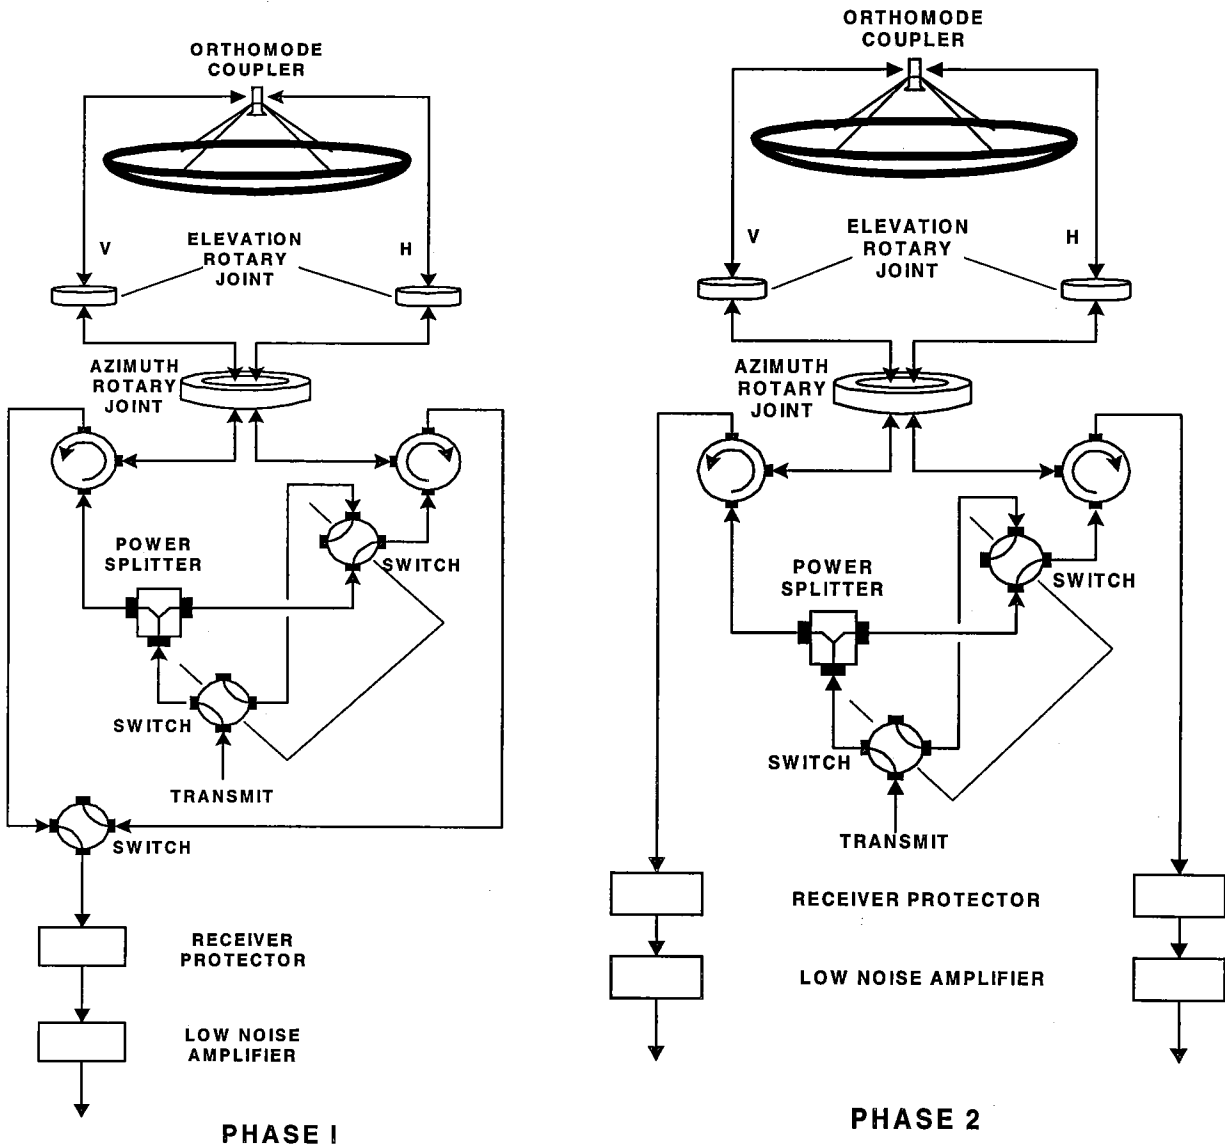 ORTHOMODE
COUPLER
V
ELEVATION
ROTARY
JOINT
H
AZIMUTH
ROTARY
JOINT
POWER
SPLITTER
SWITCH
SWITCH
TRANSMIT
SWITCH
RECEIVER
PROTECTOR
LOW NOISE
AMPLIFIER
PHASE I
ORTHOMODE
COUPLER
V
ELEVATION
ROTARY
JOINT
H
AZIMUTH
ROTARY
JOINT
POWER
SPLITTER
SWITCH
SWITCH
TRANSMIT
RECEIVER PROTECTOR
LOW NOISE AMPLIFIER
PHASE 2